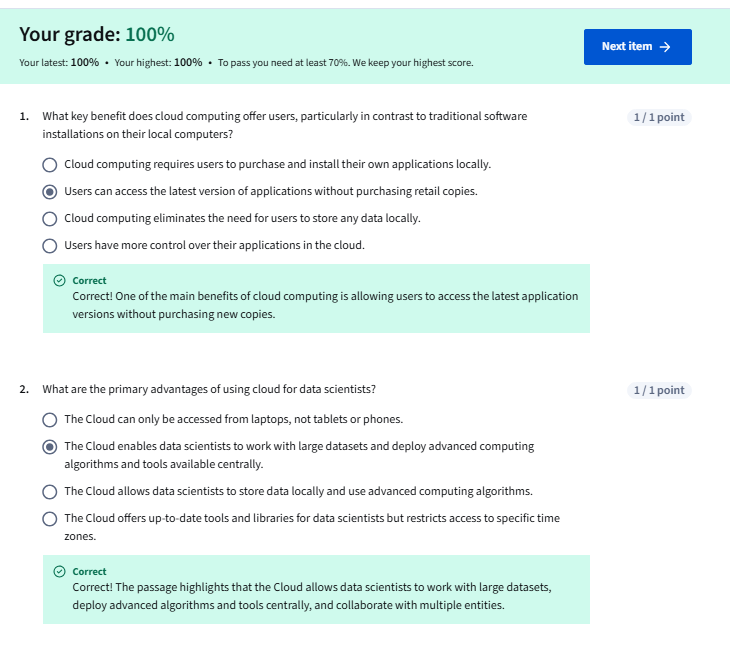 Your grade: 100%
Next item →
Your latest: 100% • Your highest: 100% • To pass you need at least 70%. We keep your highest score.
1. What key benefit does cloud computing offer users, particularly in contrast to traditional software
installations on their local computers?
1 / 1 point
Cloud computing requires users to purchase and install their own applications locally.
Users can access the latest version of applications without purchasing retail copies.
Cloud computing eliminates the need for users to store any data locally.
Users have more control over their applications in the cloud.
Correct
Correct! One of the main benefits of cloud computing is allowing users to access the latest application
versions without purchasing new copies.
2. What are the primary advantages of using cloud for data scientists?
1 / 1 point
The Cloud can only be accessed from laptops, not tablets or phones.
The Cloud enables data scientists to work with large datasets and deploy advanced computing
algorithms and tools available centrally.
The Cloud allows data scientists to store data locally and use advanced computing algorithms.
The Cloud offers up-to-date tools and libraries for data scientists but restricts access to specific time
zones.
Correct
Correct! The passage highlights that the Cloud allows data scientists to work with large datasets,
deploy advanced algorithms and tools centrally, and collaborate with multiple entities.